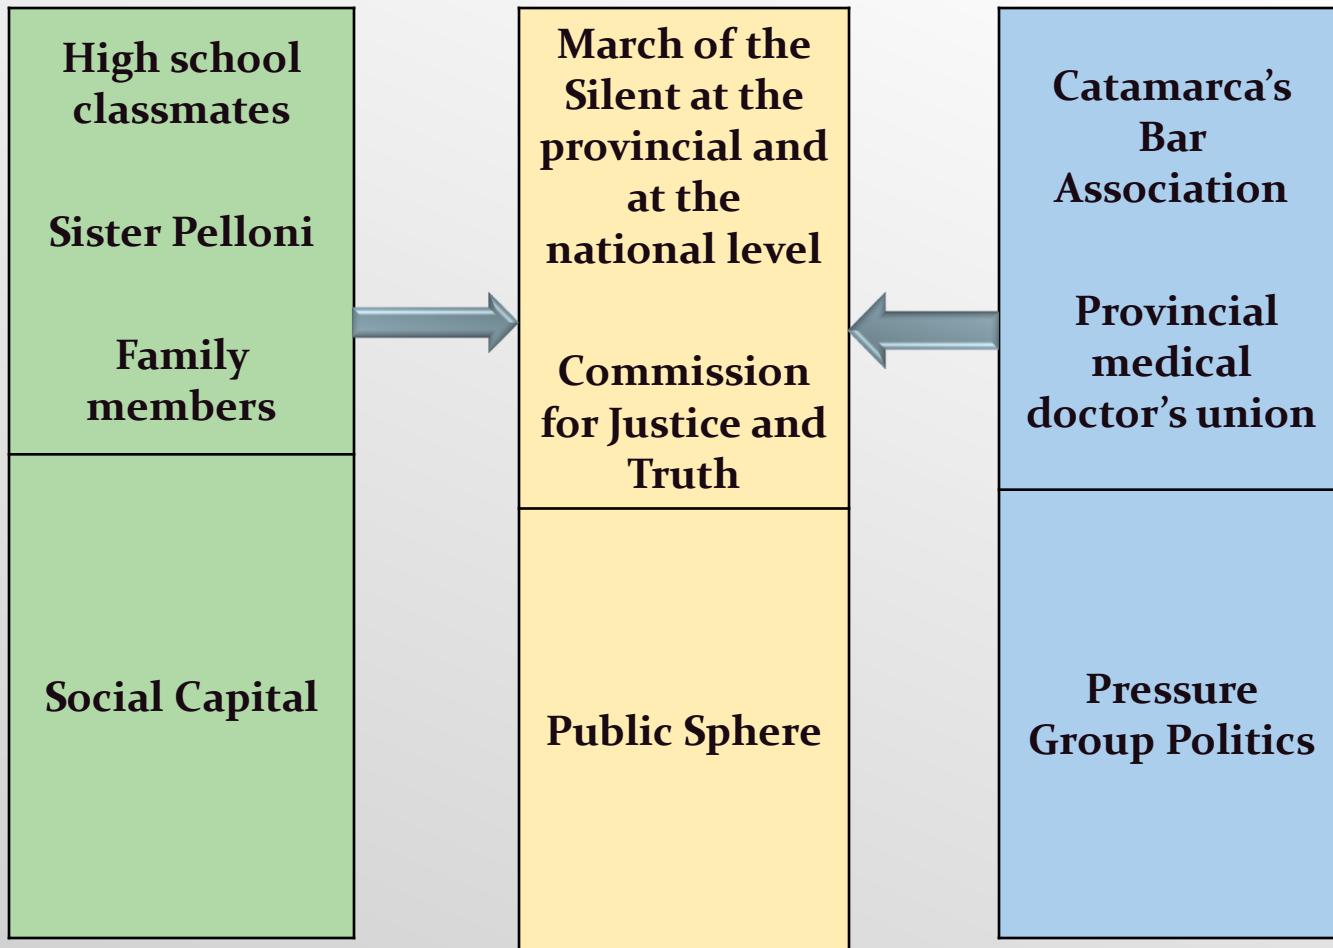 High school
classmates
Sister Pelloni
Family
members
Social Capital
March of the
Silent at the
provincial and
at the
national level
Commission
for Justice and
Truth
Public Sphere
Catamarca’s
Bar
Association
Provincial
medical
doctor’s union
Pressure
Group Politics